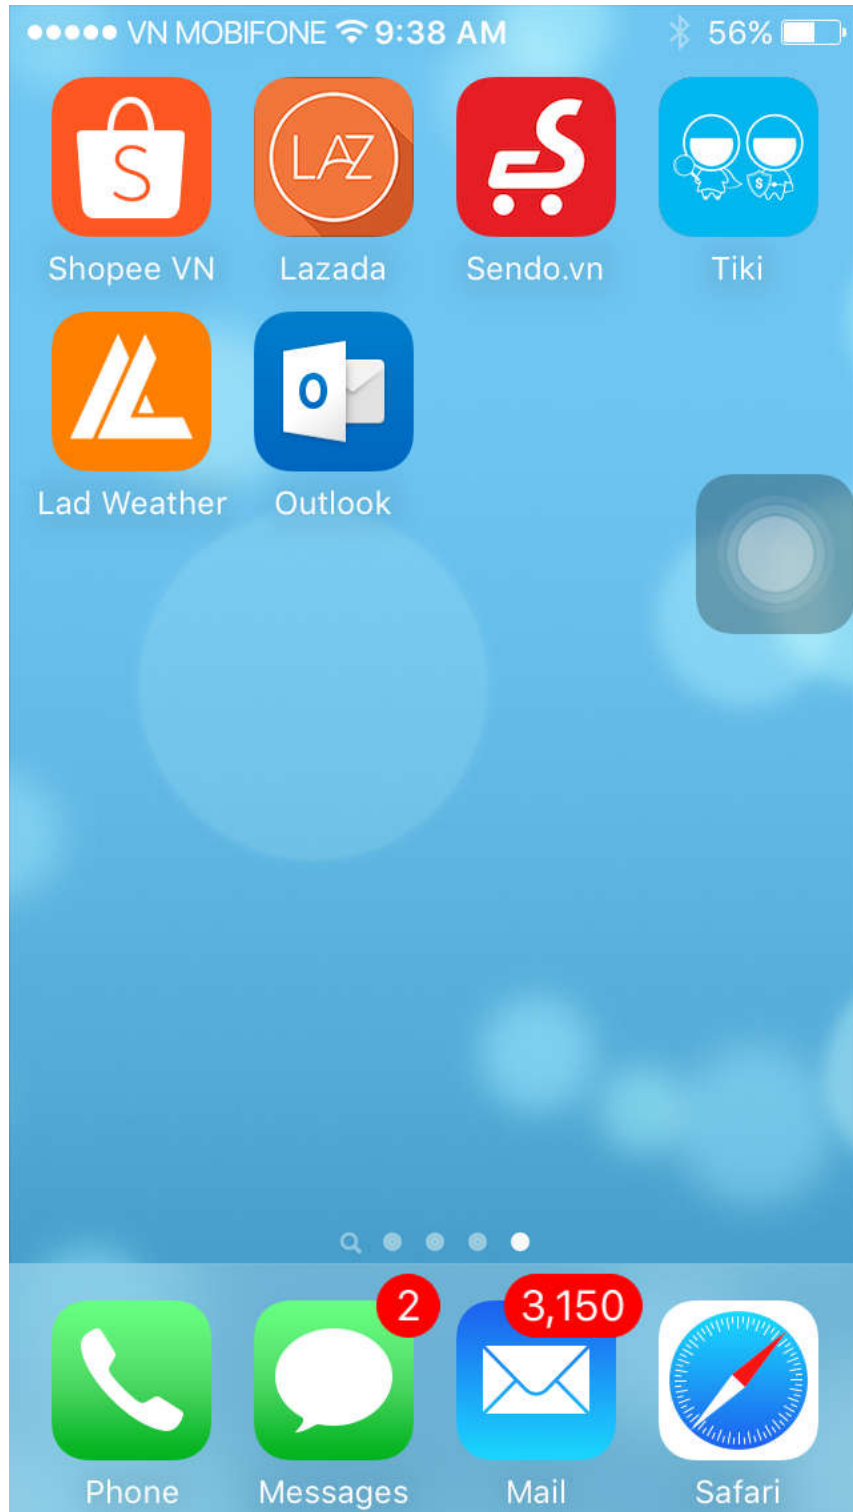 VN MOBIFONE 9:38 AM 56%
S LAZ S S
Shopee VN Lazada Sendo.vn Tiki
O
Lad Weather Outlook
2 3,150
Phone Messages Mail Safari